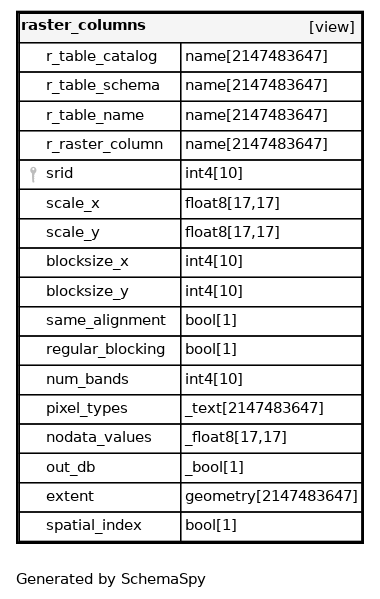 raster_columns [view]
r_table_catalog name[2147483647]
r_table_schema name[2147483647]
r_table_name name[2147483647]
r_raster_column name[2147483647]
srid int4[10]
scale_x float8[17,17]
scale_y float8[17,17]
blocksize_x int4[10]
blocksize_y int4[10]
same_alignment bool[1]
regular_blocking bool[1]
num_bands int4[10]
pixel_types _text[2147483647]
nodata_values _float8[17,17]
out_db _bool[1]
extent geometry[2147483647]
spatial_index bool[1]
Generated by SchemaSpy